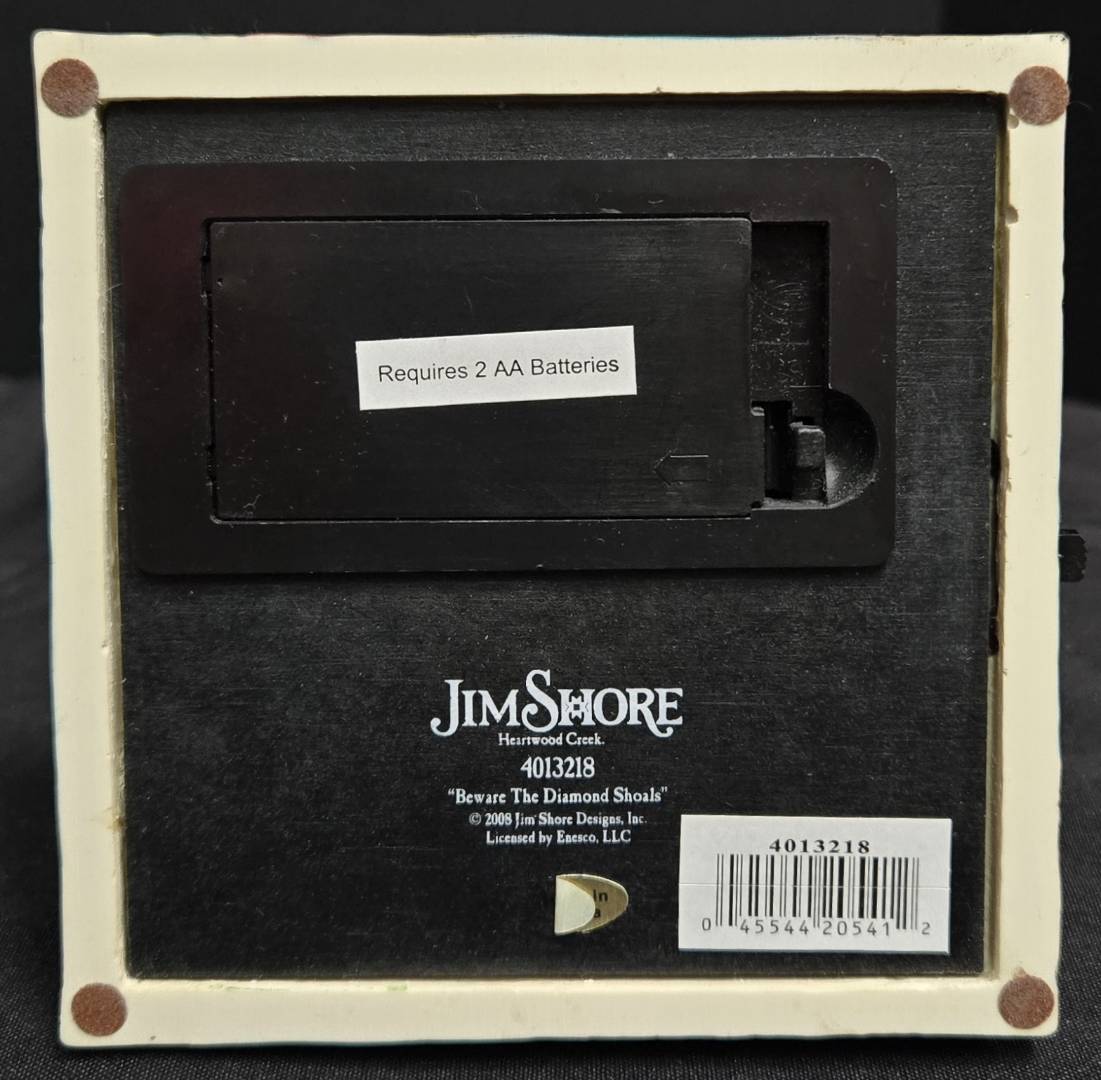 Requires 2 AA Batteries
JIM SHORE
Heartwood Creek.
4013218
"Beware The Diamond Shoals"
© 2008 Jim Shore Designs, Inc.
Licensed by Enesco, LLC
in
4013218
0 45544 20541 2